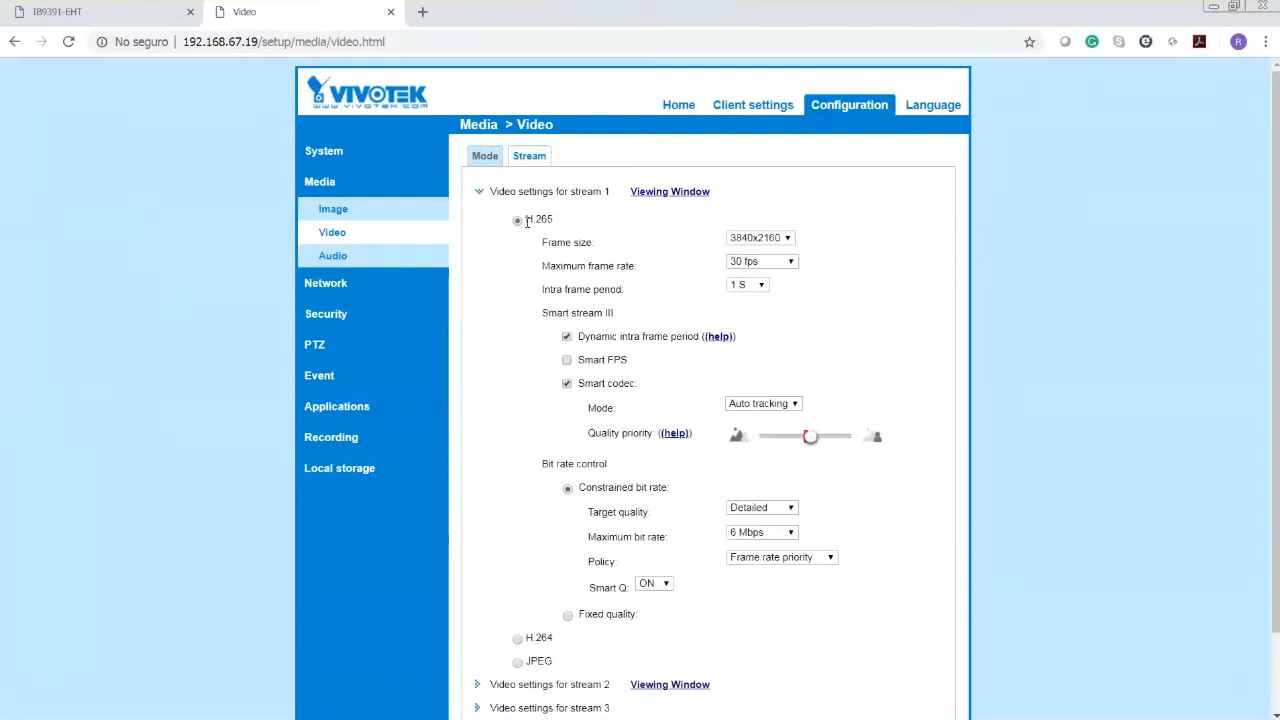 IB9391-EHT
Video
No seguro 192.168.67.19/setup/media/video.html
R
VIVOTEK
WWW.VIVOTEK.COM
Home Client settings Configuration Language
Media > Video
System
Media
Image
Video
Audio
Network
Security
PTZ
Event
Applications
Recording
Local storage
Mode Stream
Video settings for stream 1 Viewing Window
H.265
Frame size: 3840x2160
Maximum frame rate: 30 fps
Intra frame period: 1 S
Smart stream III
Dynamic intra frame period ((help))
Smart FPS
Smart codec:
Mode: Auto tracking
Quality priority: ((help))
Bit rate control
Constrained bit rate:
Target quality: Detailed
Maximum bit rate: 6 Mbps
Policy: Frame rate priority
Smart Q: ON
Fixed quality:
H.264
JPEG
Video settings for stream 2 Viewing Window
Video settings for stream 3